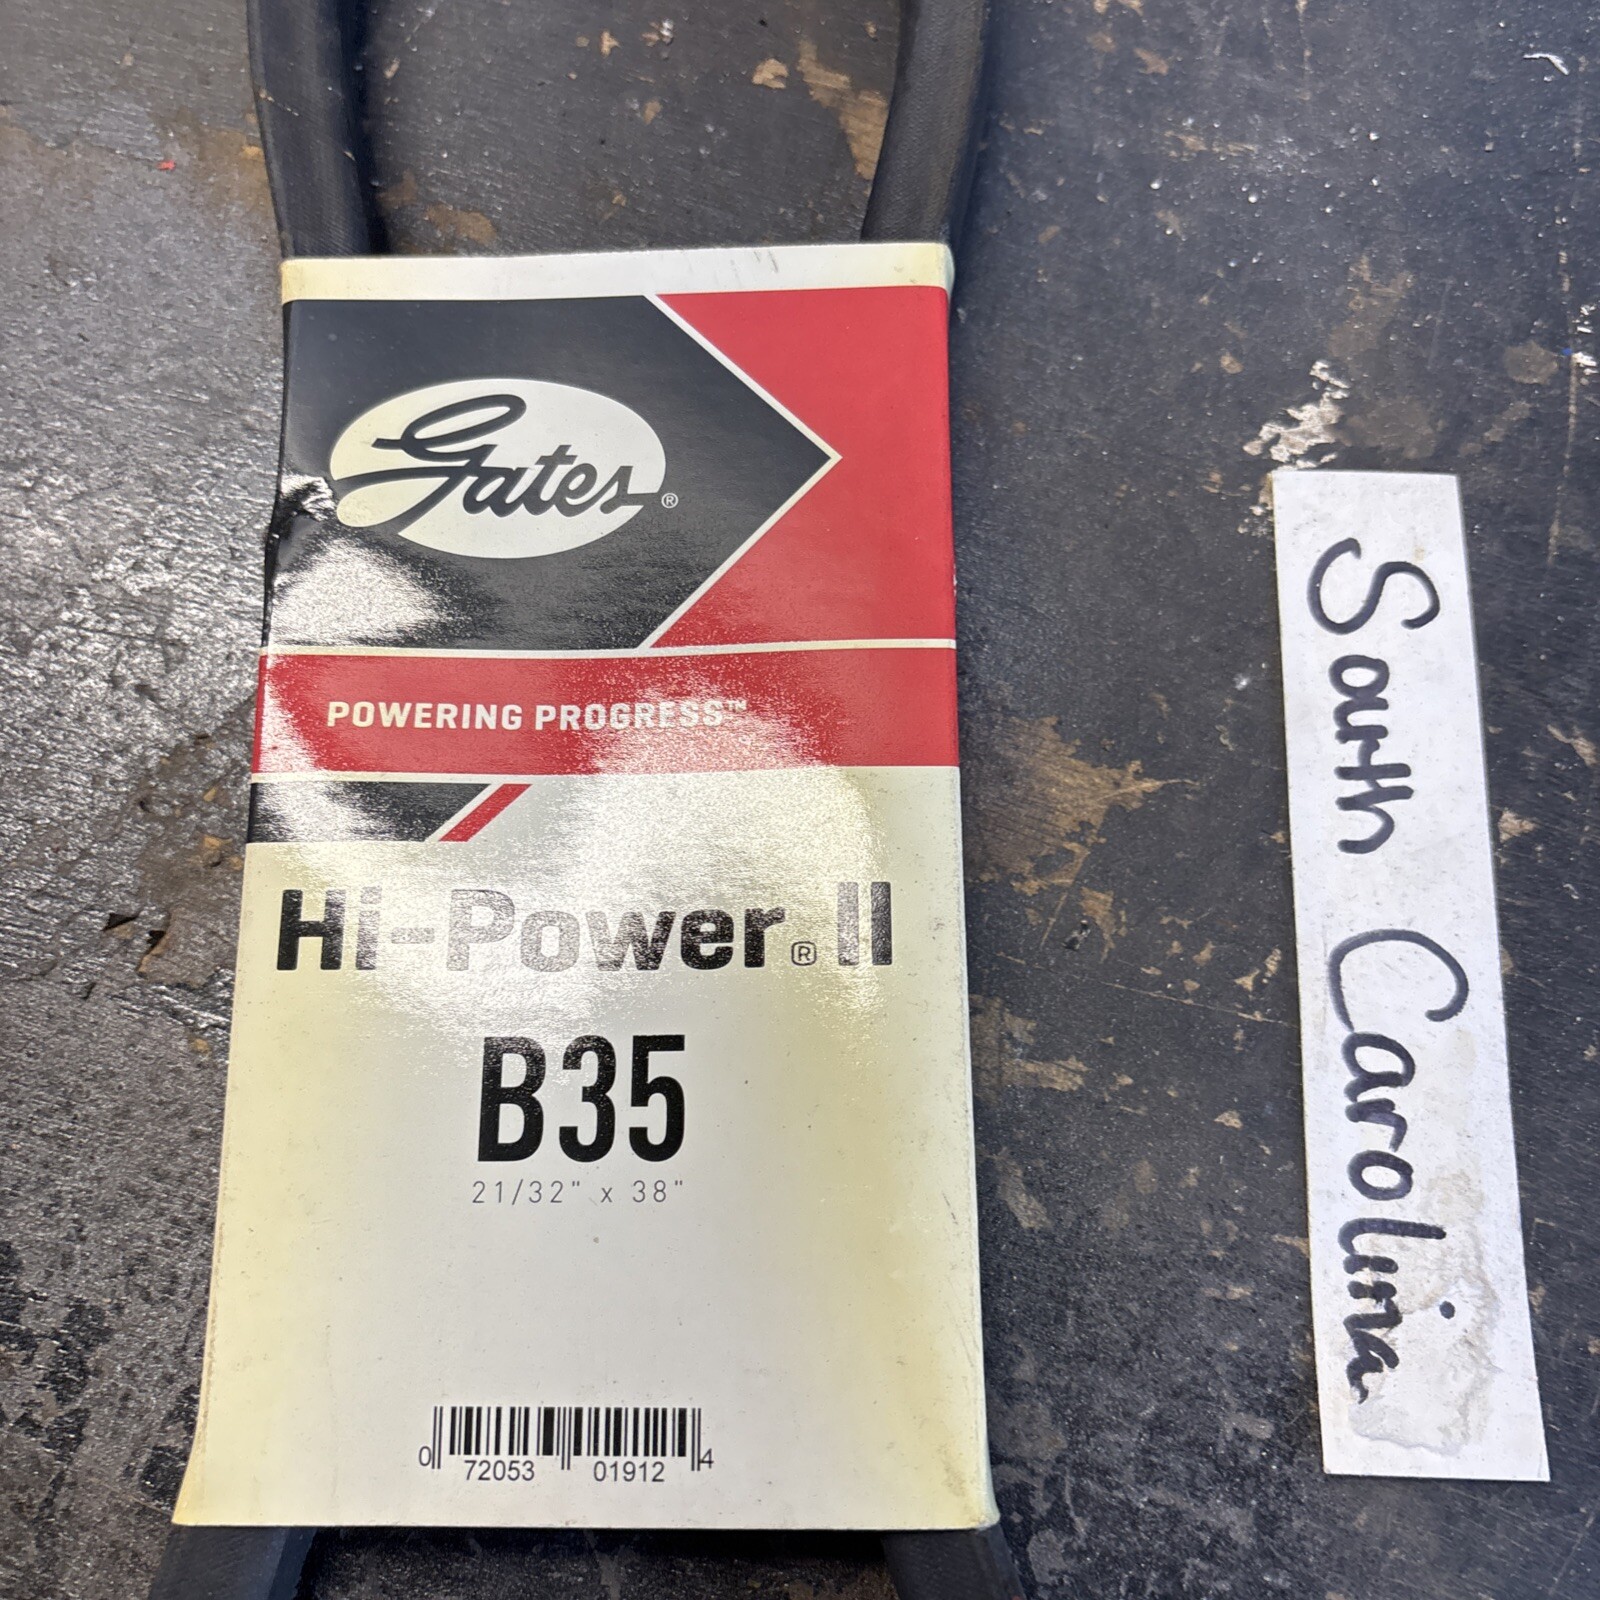 Gates®
POWERING PROGRESS™
Hi-Power® II
B35
21/32" x 38"
0 72053 01912 4
South Carolina